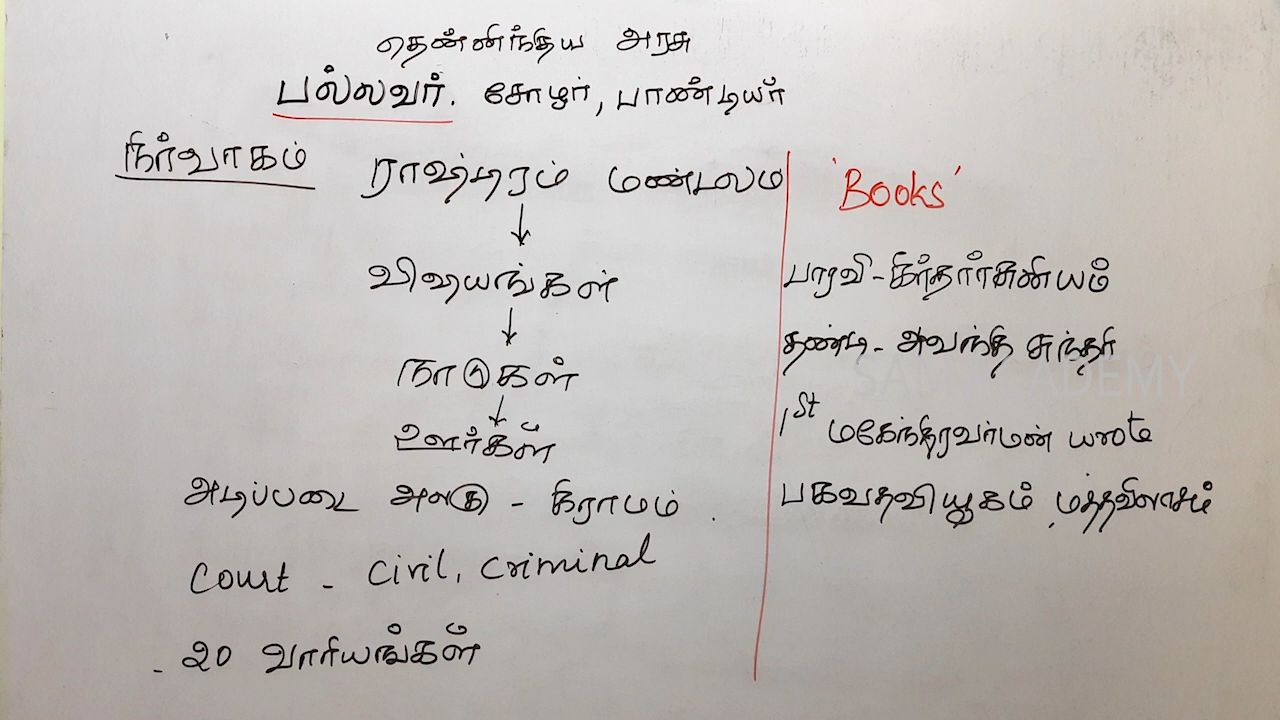 தென்னிந்திய அரசு
பல்லவர். சோழர், பாண்டியர்
நிர்வாகம்
ராஷ்டிரம் மண்டலம்
↓
விஷயங்கள்
↓
நாடுகள்
↓
ஊர்கள்
அடிப்படை அலகு - கிராமம்.
Court - Civil, Criminal
- 20 வாரியங்கள்
'Books'
பாரவி - கிர்தார்சுனியம்
தண்டி - அவந்தி சுந்தரி
1st மகேந்திரவர்மன் wrote
பகவதவியூகம், மத்தவிலாசம்